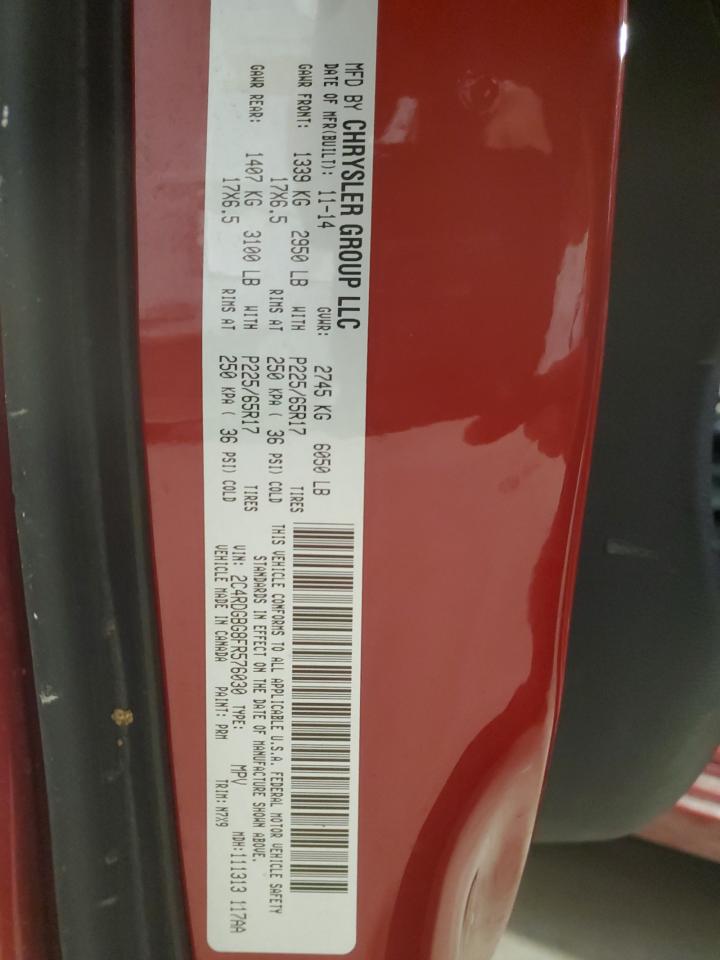 MFD BY CHRYSLER GROUP LLC
DATE OF MFR(BUILT): 11-14 GVWR: 2745 KG 6050 LB
GAWR FRONT: 1339 KG 2950 LB WITH P225/65R17 TIRES
17X6.5 RIMS AT 250 KPA ( 36 PSI) COLD
GAWR REAR: 1407 KG 3100 LB WITH P225/65R17 TIRES
17X6.5 RIMS AT 250 KPA ( 36 PSI) COLD
THIS VEHICLE CONFORMS TO ALL APPLICABLE U.S.A. FEDERAL MOTOR VEHICLE SAFETY
STANDARDS IN EFFECT ON THE DATE OF MANUFACTURE SHOWN ABOVE.
VIN: 2C4RDGBG8FR576030 TYPE: MPV MDH:111313 117AA
VEHICLE MADE IN CANADA PAINT: PRM TRIM:M7X9